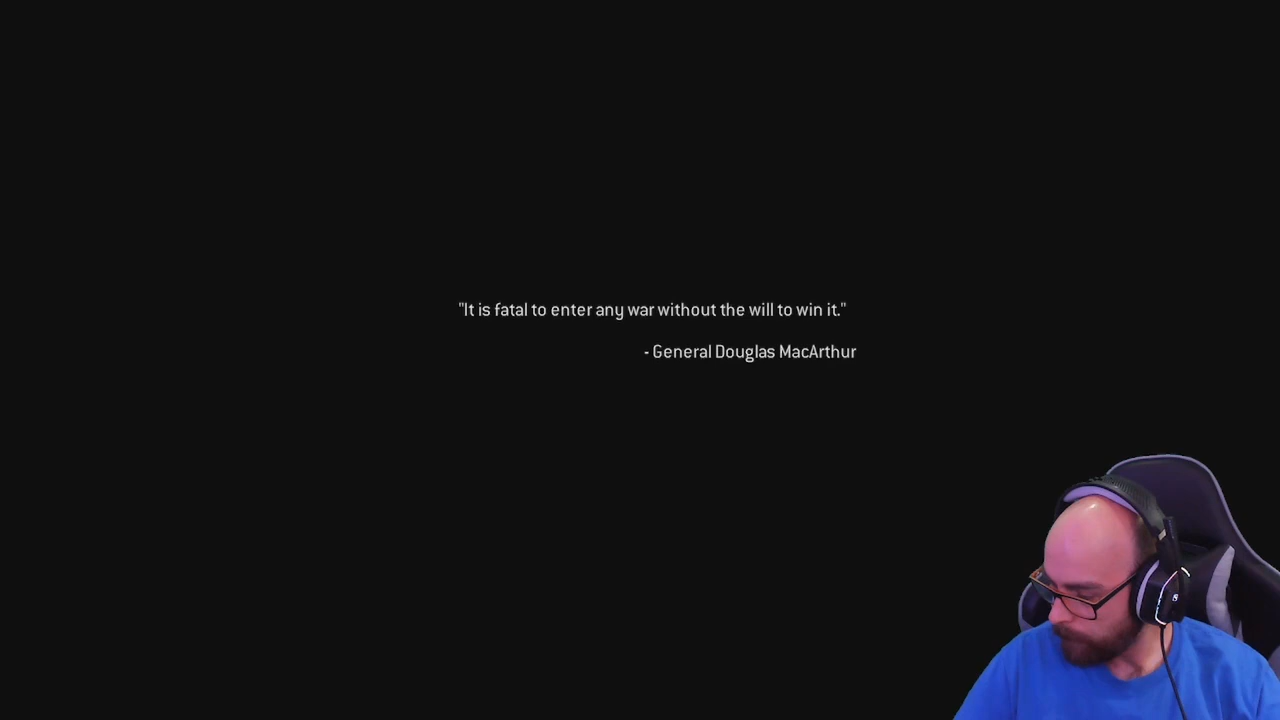 "It is fatal to enter any war without the will to win it."
- General Douglas MacArthur